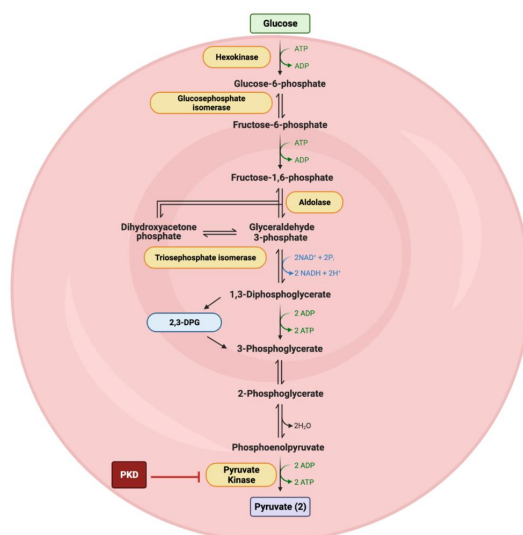 Glucose
Hexokinase
ATP
ADP
Glucose-6-phosphate
Glucosephosphate
isomerase
Fructose-6-phosphate
ATP
ADP
Fructose-1,6-phosphate
Aldolase
Dihydroxyacetone
phosphate
Glyceraldehyde
3-phosphate
Triosephosphate isomerase
2NAD⁺ + 2Pᵢ
2 NADH + 2H⁺
1,3-Diphosphoglycerate
2,3-DPG
2 ADP
2 ATP
3-Phosphoglycerate
2-Phosphoglycerate
2H₂O
Phosphoenolpyruvate
PKD
Pyruvate
Kinase
2 ADP
2 ATP
Pyruvate (2)